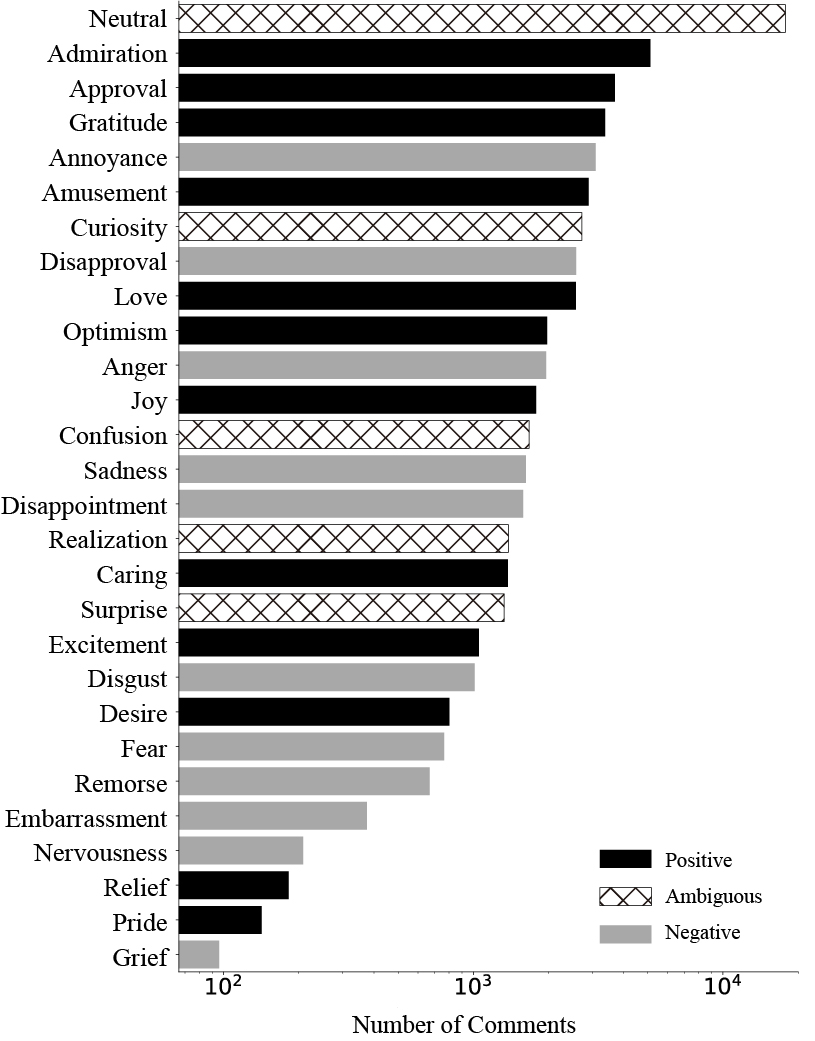 Neutral
Admiration
Approval
Gratitude
Annoyance
Amusement
Curiosity
Disapproval
Love
Optimism
Anger
Joy
Confusion
Sadness
Disappointment
Realization
Caring
Surprise
Excitement
Disgust
Desire
Fear
Remorse
Embarrassment
Nervousness
Relief
Pride
Grief
Positive
Ambiguous
Negative
10² 10³ 10⁴
Number of Comments